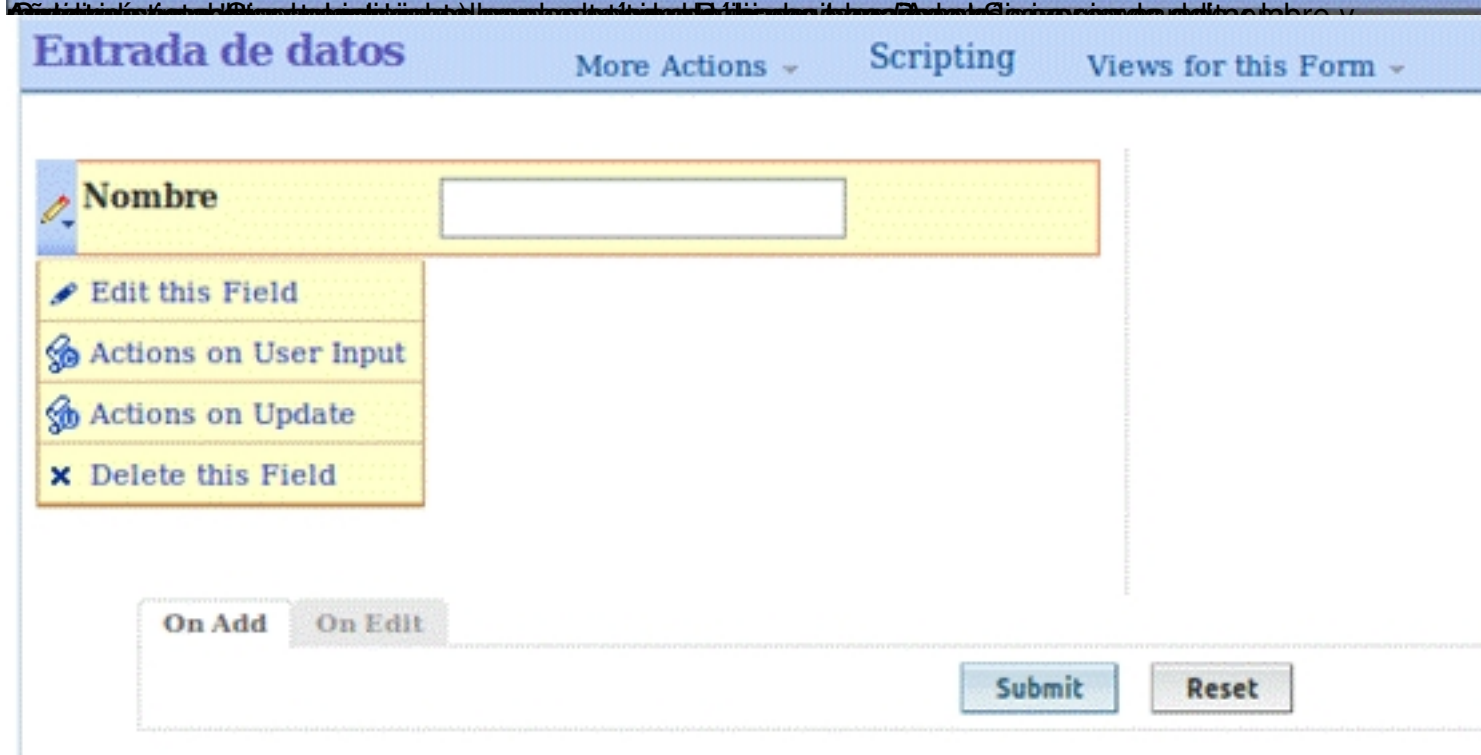 Entrada de datos
More Actions
Scripting
Views for this Form
Nombre
Edit this Field
Actions on User Input
Actions on Update
Delete this Field
On Add
On Edit
Submit
Reset